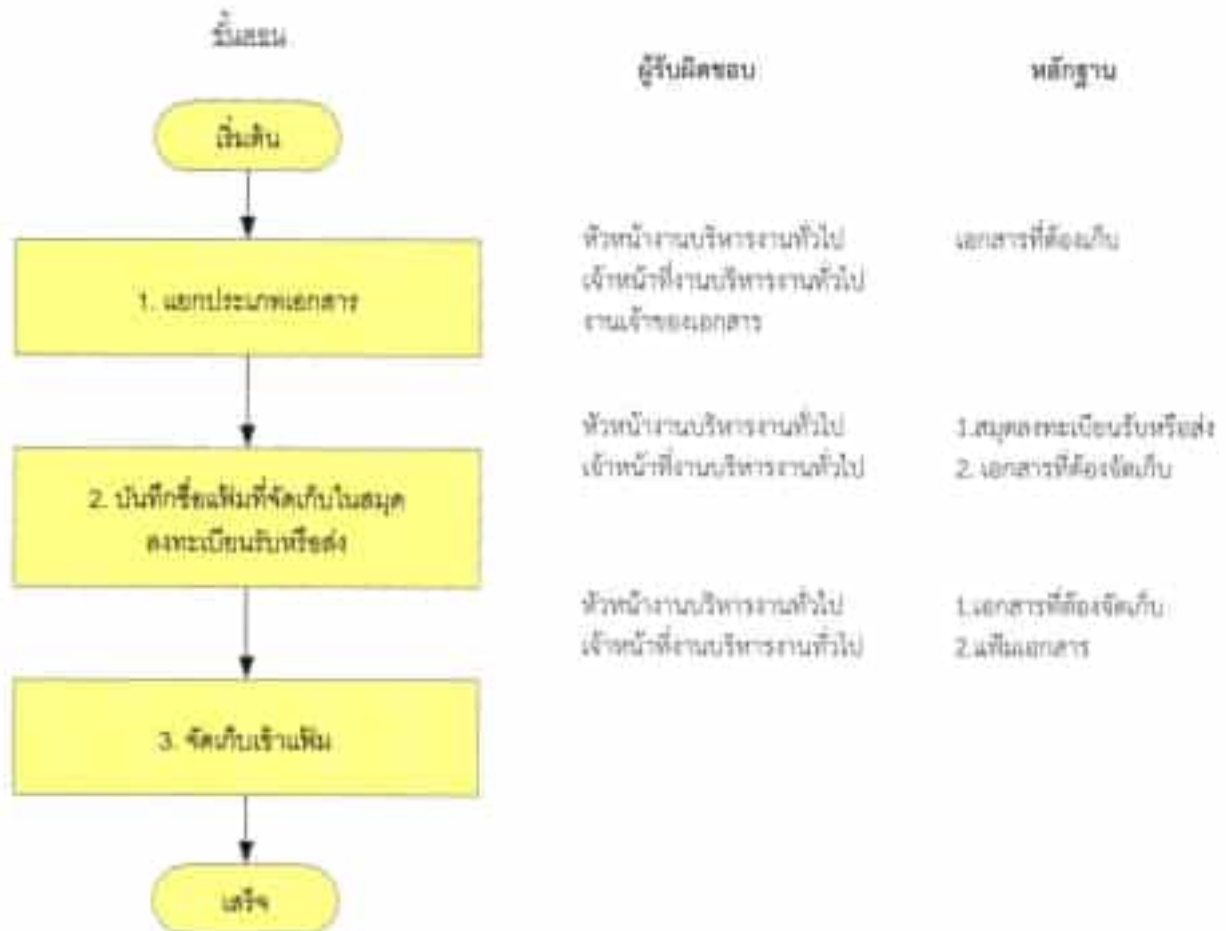 ขั้นตอน
ผู้รับผิดชอบ
หลักฐาน
เริ่มต้น
1. แยกประเภทเอกสาร
หัวหน้างานบริหารงานทั่วไป
เจ้าหน้าที่งานบริหารงานทั่วไป
งานเจ้าของเอกสาร
เอกสารที่ต้องเก็บ
2. บันทึกชื่อแฟ้มที่จัดเก็บในสมุด
ลงทะเบียนรับหรือส่ง
หัวหน้างานบริหารงานทั่วไป
เจ้าหน้าที่งานบริหารงานทั่วไป
1.สมุดลงทะเบียนรับหรือส่ง
2. เอกสารที่ต้องจัดเก็บ
3. จัดเก็บเข้าแฟ้ม
หัวหน้างานบริหารงานทั่วไป
เจ้าหน้าที่งานบริหารงานทั่วไป
1.เอกสารที่ต้องจัดเก็บ
2.แฟ้มเอกสาร
เสร็จ